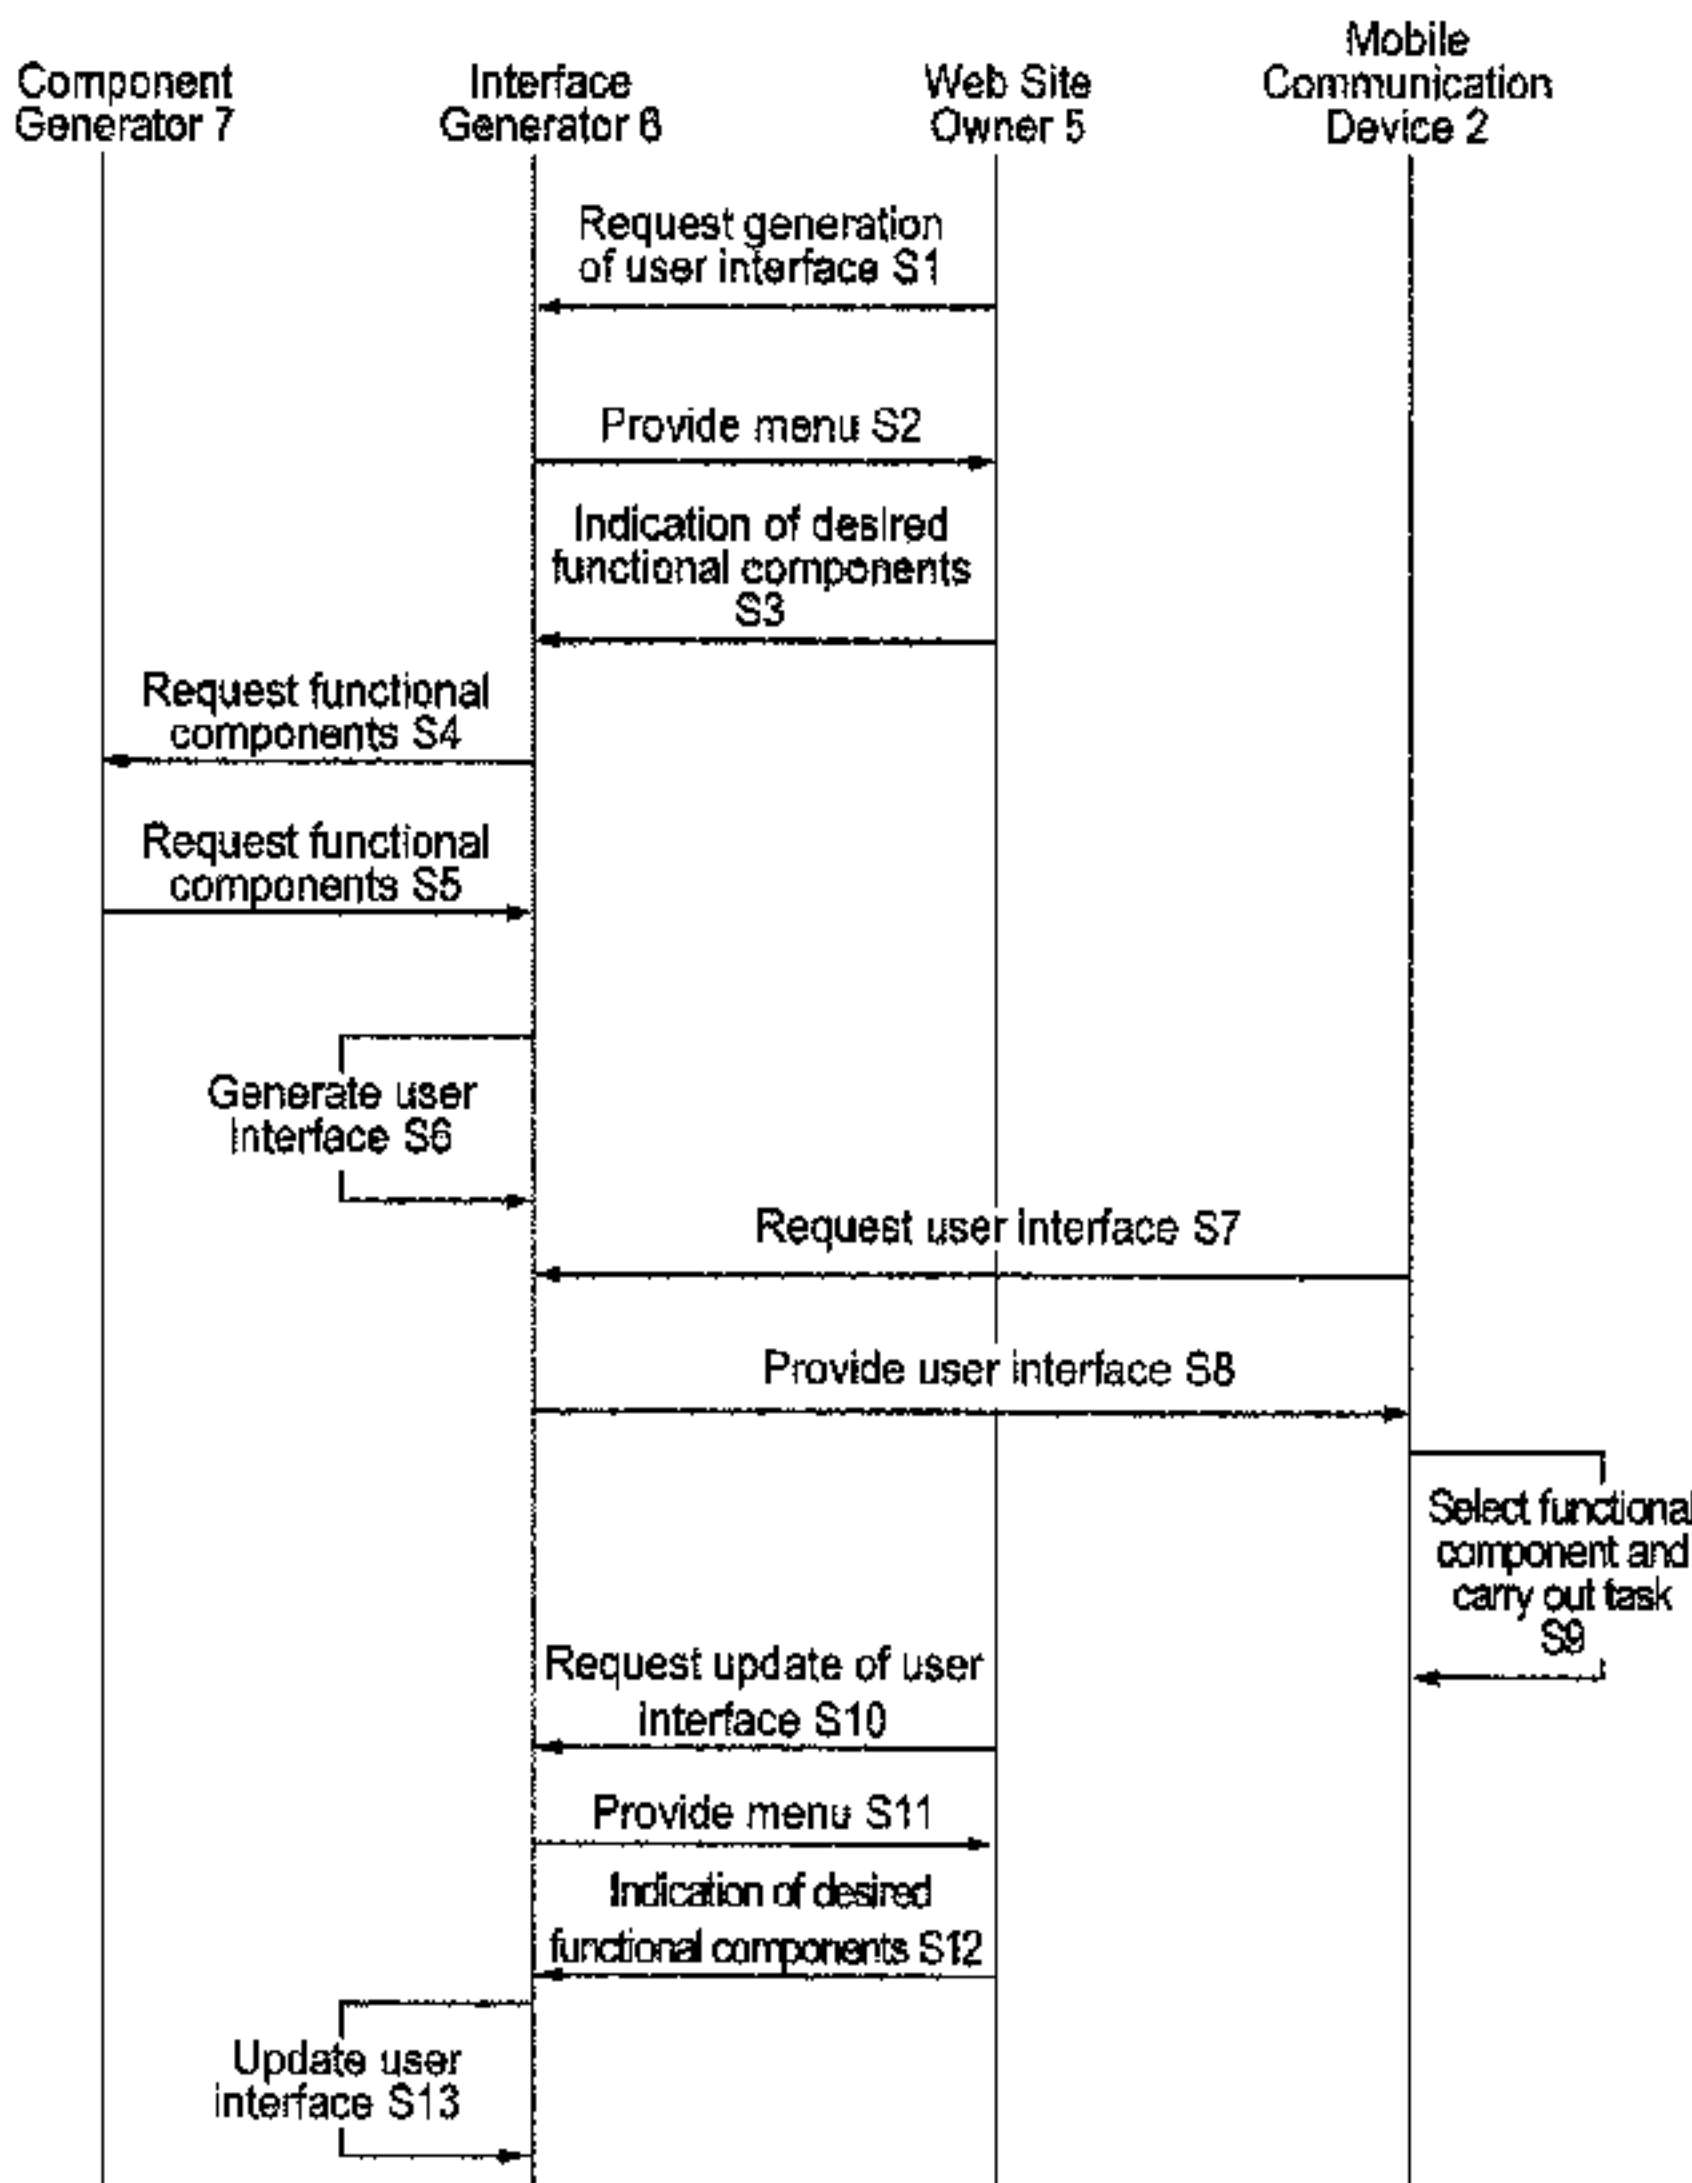 Component
Generator 7
Interface
Generator 6
Web Site
Owner 5
Mobile
Communication
Device 2
Request generation
of user interface S1
Provide menu S2
Indication of desired
functional components
S3
Request functional
components S4
Request functional
components S5
Generate user
interface S6
Request user interface S7
Provide user interface S8
Select functional
component and
carry out task
S9
Request update of user
interface S10
Provide menu S11
Indication of desired
functional components S12
Update user
interface S13